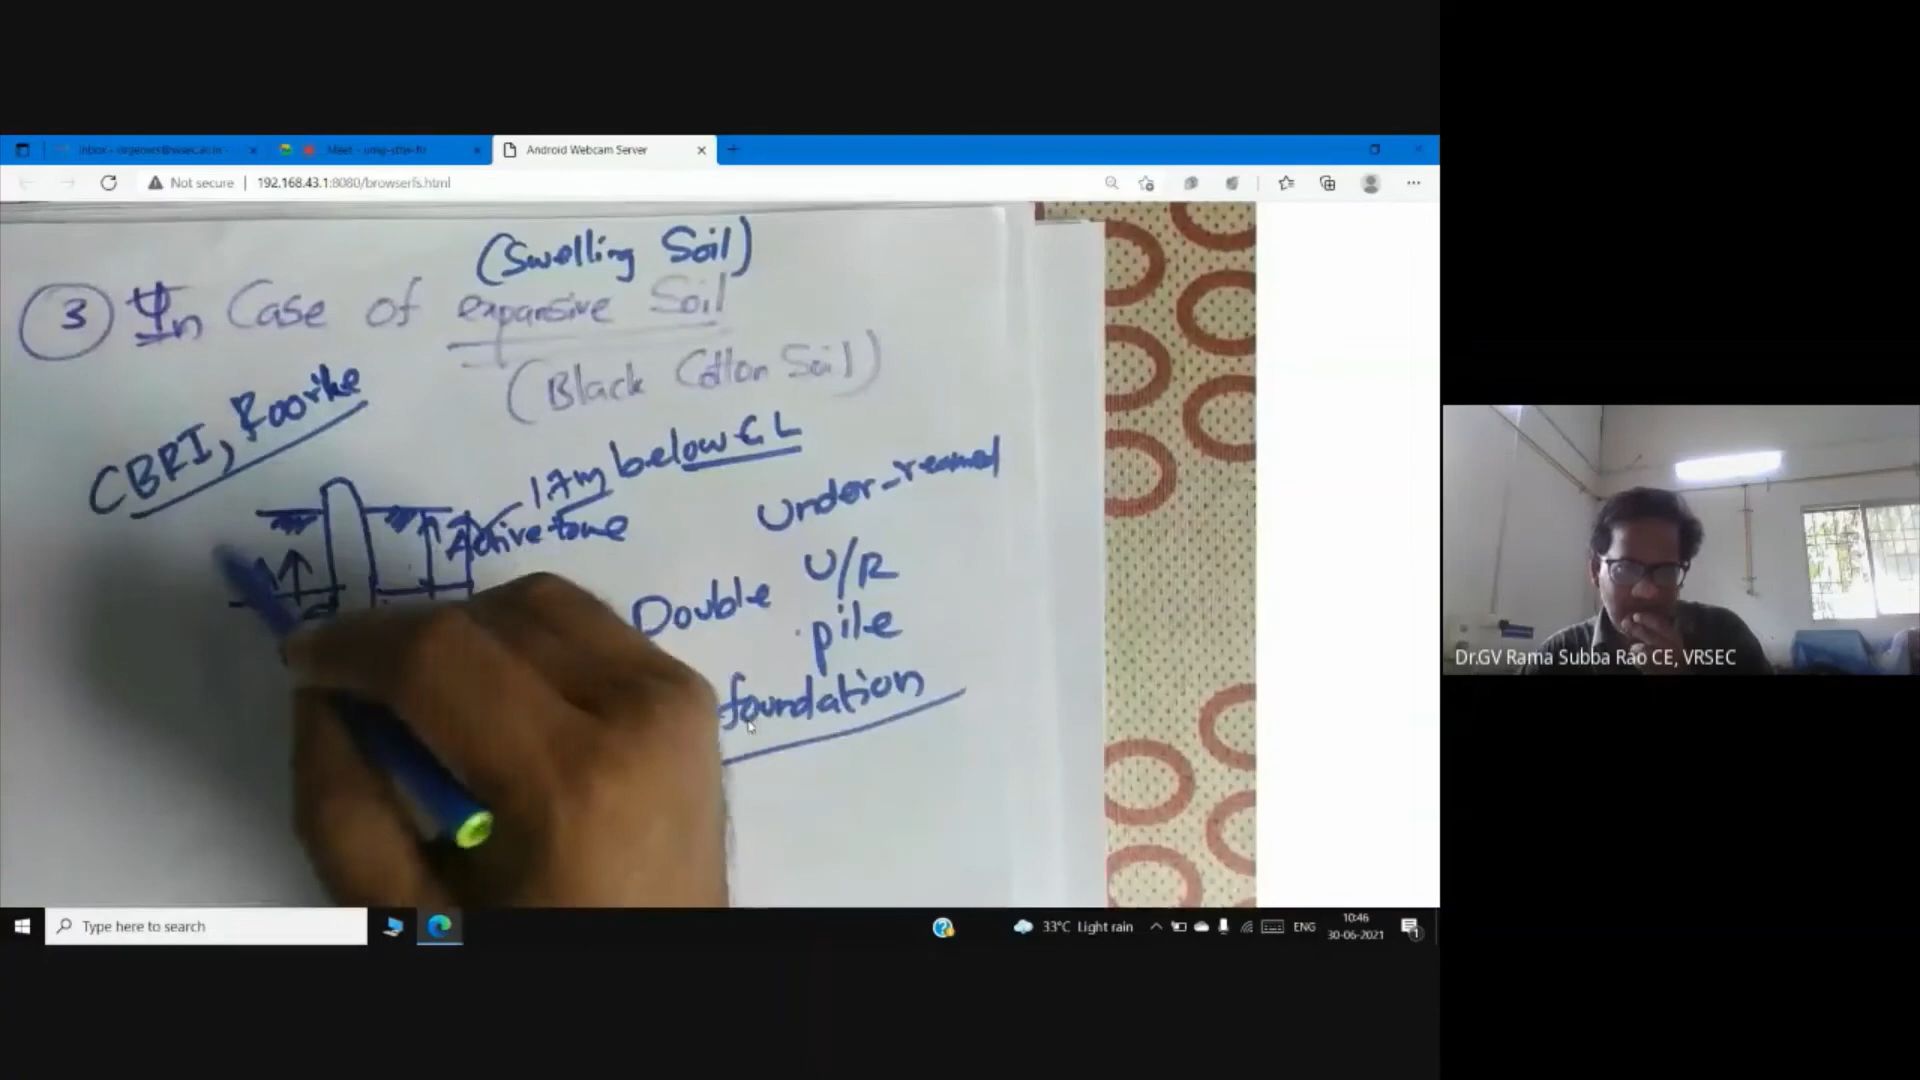 Meet -
Android Webcam Server
Not secure
192.168.43.1:8080/browserfs.html
(Swelling Soil)
3 In Case of expansive Soil
(Black Cotton Soil)
CBRI, Roorke
1.7m below GL
Active zone
Under-reamed
Double U/R
pile
foundation
Dr.GV Rama Subba Rao CE, VRSEC
Type here to search
33°C Light rain
ENG
10:46
30-06-2021
1